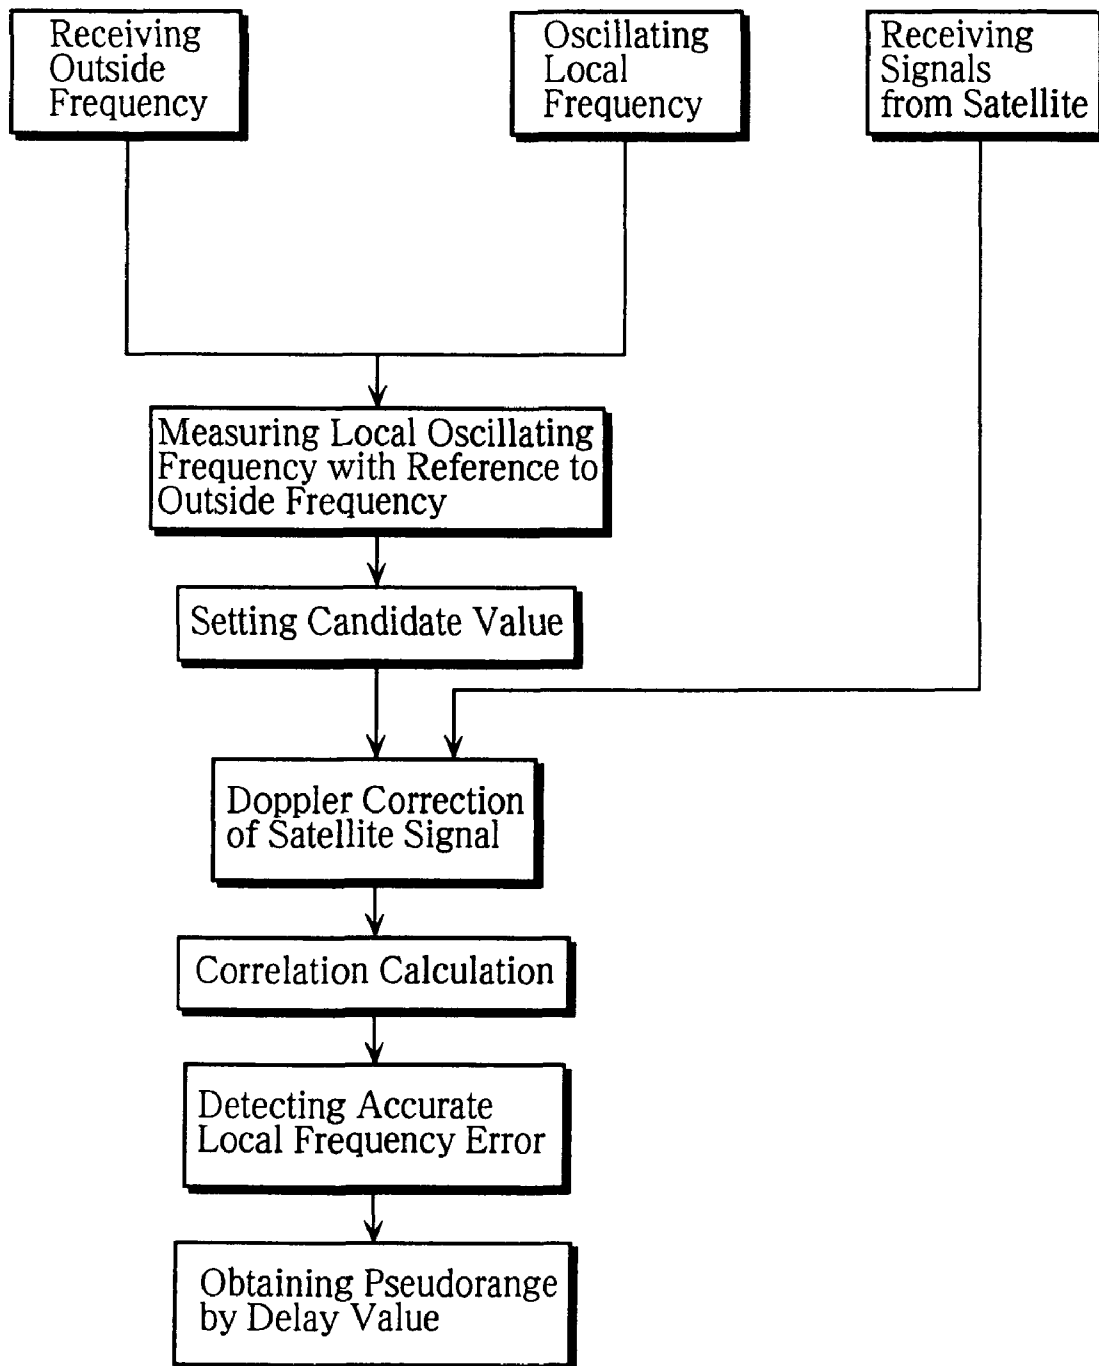 Receiving
Outside
Frequency
Oscillating
Local
Frequency
Receiving
Signals
from Satellite
Measuring Local Oscillating
Frequency with Reference to
Outside Frequency
Setting Candidate Value
Doppler Correction
of Satellite Signal
Correlation Calculation
Detecting Accurate
Local Frequency Error
Obtaining Pseudorange
by Delay Value